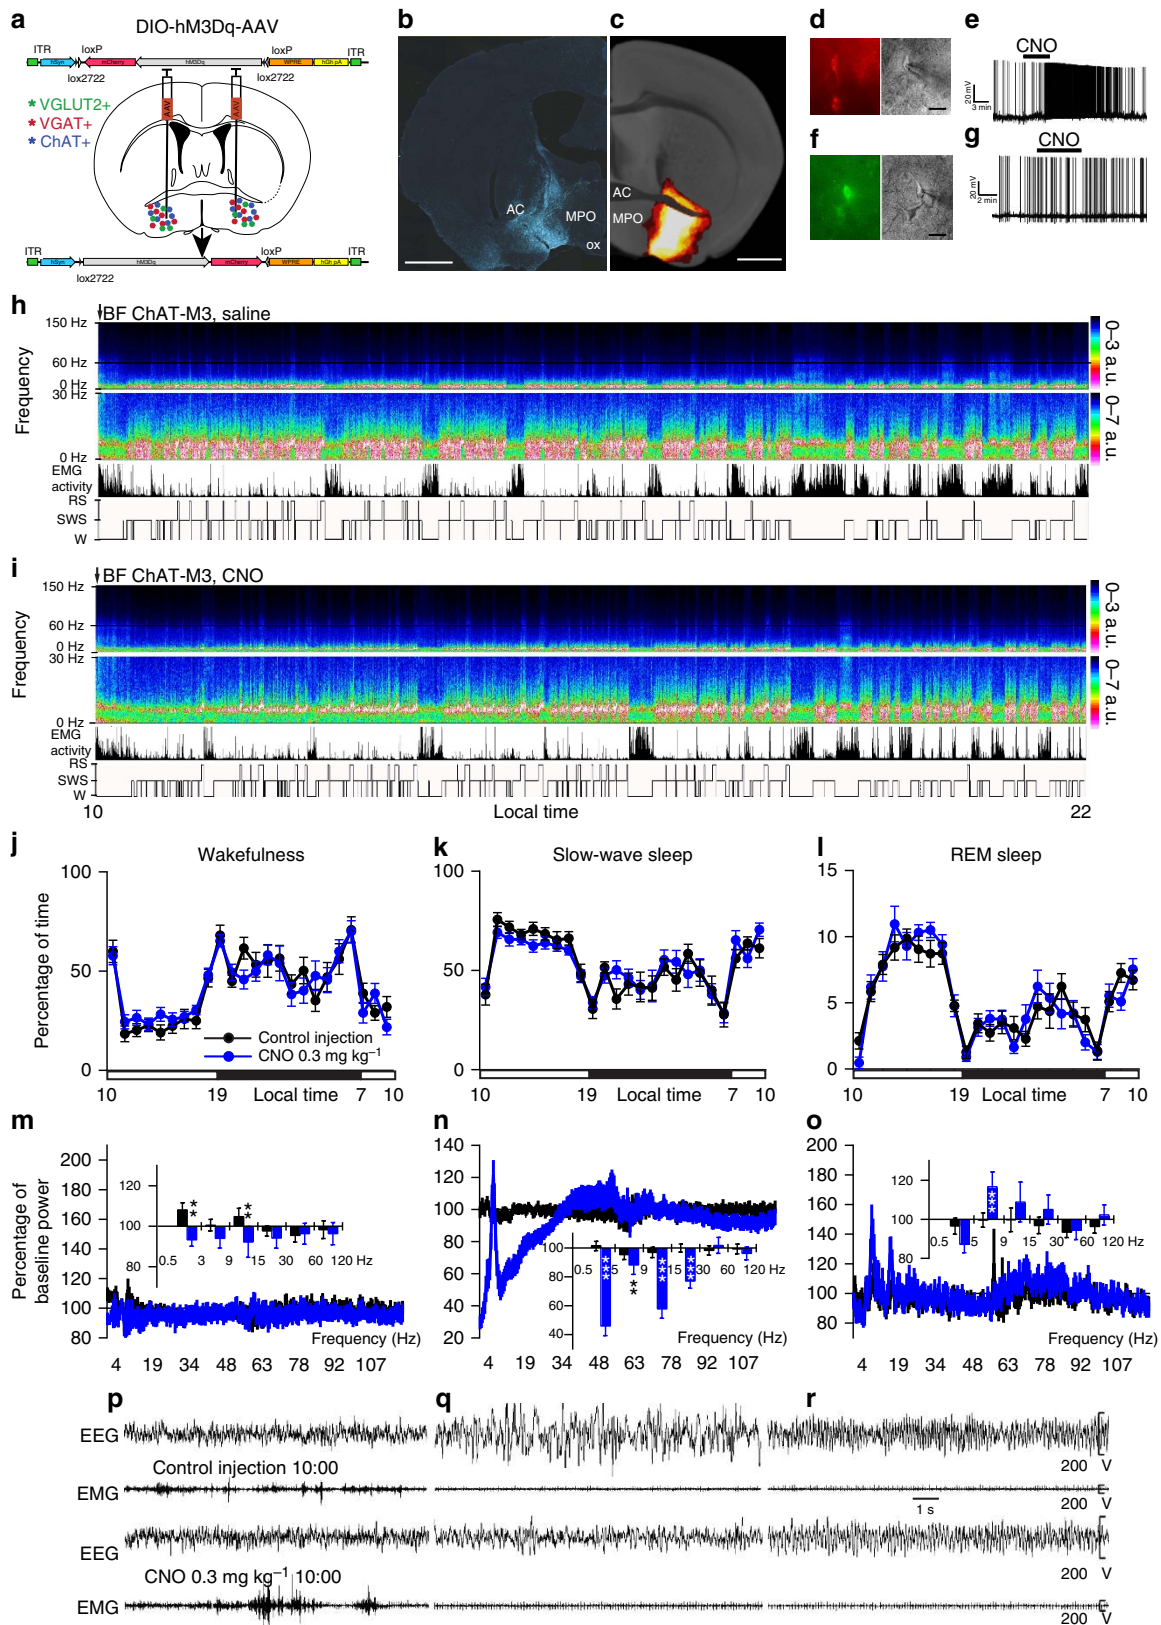 a
DIO-hM3Dq-AAV
ITR
loxP
loxP
ITR
hSyn
mCherry
hM3Dq
WPRE
hGh pA
lox2722
lox2722
* VGLUT2+
* VGAT+
* ChAT+
AAV
AAV
ITR
loxP
ITR
hSyn
hM3Dq
mCherry
WPRE
hGh pA
lox2722
b
AC
MPO
ox
c
AC
MPO
d
e
CNO
20 mV
3 min
f
g
CNO
20 mV
2 min
h
BF ChAT-M3, saline
Frequency
150 Hz
60 Hz
0 Hz
30 Hz
0 Hz
0–3 a.u.
0–7 a.u.
EMG
activity
RS
SWS
W
i
BF ChAT-M3, CNO
Frequency
150 Hz
60 Hz
0 Hz
30 Hz
0 Hz
0–3 a.u.
0–7 a.u.
EMG
activity
RS
SWS
W
10
Local time
22
j
Wakefulness
Percentage of time
100
50
0
Control injection
CNO 0.3 mg kg–1
10
19
Local time
7
10
k
Slow-wave sleep
100
50
0
10
19
Local time
7
10
l
REM sleep
15
10
5
0
10
19
Local time
7
10
m
Percentage of
baseline power
200
180
160
140
120
100
80
120
100
80
**
**
0.5
3
9
15
30
60
120 Hz
Frequency (Hz)
4
19
34
48
63
78
92
107
n
140
120
100
80
60
40
20
100
80
60
40
0.5
5
9
15
30
60
120 Hz
***
**
***
***
Frequency (Hz)
4
19
34
48
63
78
92
107
o
200
180
160
140
120
100
80
120
100
80
***
0.5
5
9
15
30
60
120 Hz
Frequency (Hz)
4
19
34
48
63
78
92
107
p
q
r
EEG
200 V
Control injection 10:00
EMG
200 V
1 s
EEG
200 V
CNO 0.3 mg kg–1 10:00
EMG
200 V